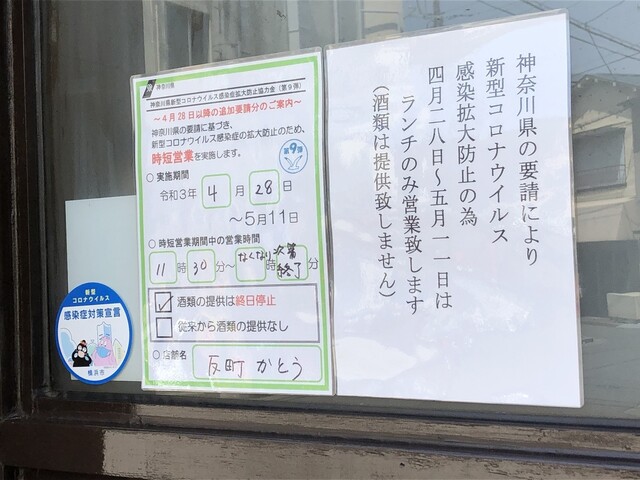 神奈川県
神奈川県新型コロナウイルス感染症拡大防止協力金(第9弾)
～4月28日以降の追加要請分のご案内～
神奈川県の要請に基づき、
新型コロナウイルス感染症の拡大防止のため、
時短営業を実施します。
第9弾
○ 実施期間
令和3年 4 月 28 日
～5月11日
○ 時短営業期間中の営業時間
11 時 30 分～ なくなり次第終了 時 分
☑ 酒類の提供は終日停止
☐ 従来から酒類の提供なし
○ 店舗名 反町 かとう
神奈川県の要請により
新型コロナウイルス
感染拡大防止の為
四月二八日～五月一一日は
ランチのみ営業致します
(酒類は提供致しません)
新型
コロナウイルス
感染症対策宣言
横浜市